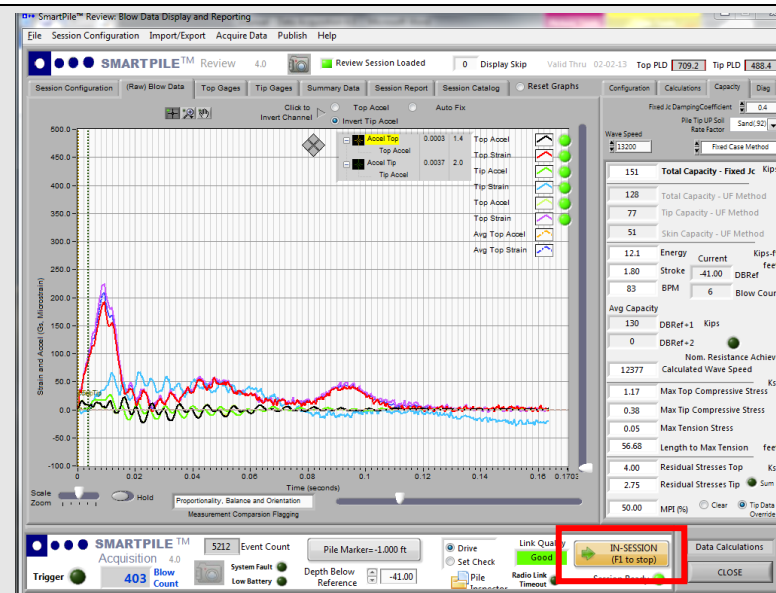 SmartPile™ Review: Blow Data Display and Reporting
File Session Configuration Import/Export Acquire Data Publish Help
SMARTPILE™ Review 4.0 Review Session Loaded 0 Display Skip Valid Thru 02-02-13 Top PLD 709.2 Tip PLD 488.4
Session Configuration (Raw) Blow Data Top Gages Tip Gages Summary Data Session Report Session Catalog Reset Graphs
Configuration Calculations Capacity Diag
Click to Invert Channel
Top Accel Auto Fix
Invert Tip Accel
Accel Top 0.0003 1.4
Top Accel
Accel Tip 0.0037 2.0
Tip Accel
Top Accel
Top Strain
Tip Accel
Tip Strain
Top Accel
Top Strain
Avg Top Accel
Avg Top Strain
Strain and Accel (Gs, Microstrain)
500.0
450.0
400.0
350.0
300.0
250.0
200.0
150.0
100.0
50.0
0.0
-50.0
-100.0
0 0.02 0.04 0.06 0.08 0.1 0.12 0.14 0.16 0.1703
Time (seconds)
Scale
Zoom
Hold
Proportionality, Balance and Orientation
Measurement Comparsion Flagging
Fixed Jc DampingCoefficient 0.4
Pile Tip UP Soil
Rate Factor Sand(.92)
Wave Speed
13200 Fixed Case Method
151 Total Capacity - Fixed Jc Kips
128 Total Capacity - UF Method
77 Tip Capacity - UF Method
51 Skin Capacity - UF Method
12.1 Energy Current Kips-f
1.80 Stroke -41.00 DBRef fee
83 BPM 6 Blow Coun
Avg Capacity
130 DBRef+1 Kips
0 DBRef+2
Nom. Resistance Achiev
12377 Calculated Wave Speed
Ks
1.17 Max Top Compressive Stress
0.38 Max Tip Compressive Stress
0.05 Max Tension Stress
56.68 Length to Max Tension fee
4.00 Residual Stresses Top Ks
2.75 Residual Stresses Tip Sum
50.00 MPI (%) Clear Tip Data
Override
SMARTPILE™
Acquisition 4.0
5212 Event Count
Pile Marker=-1.000 ft
Drive
Set Check
Link Quality
Good
IN-SESSION
(F1 to stop)
Data Calculations
Trigger 403 Blow
Count
System Fault
Low Battery
Depth Below
Reference -41.00
Pile
Inspector
Radio Link
Timeout
Session Ready
CLOSE